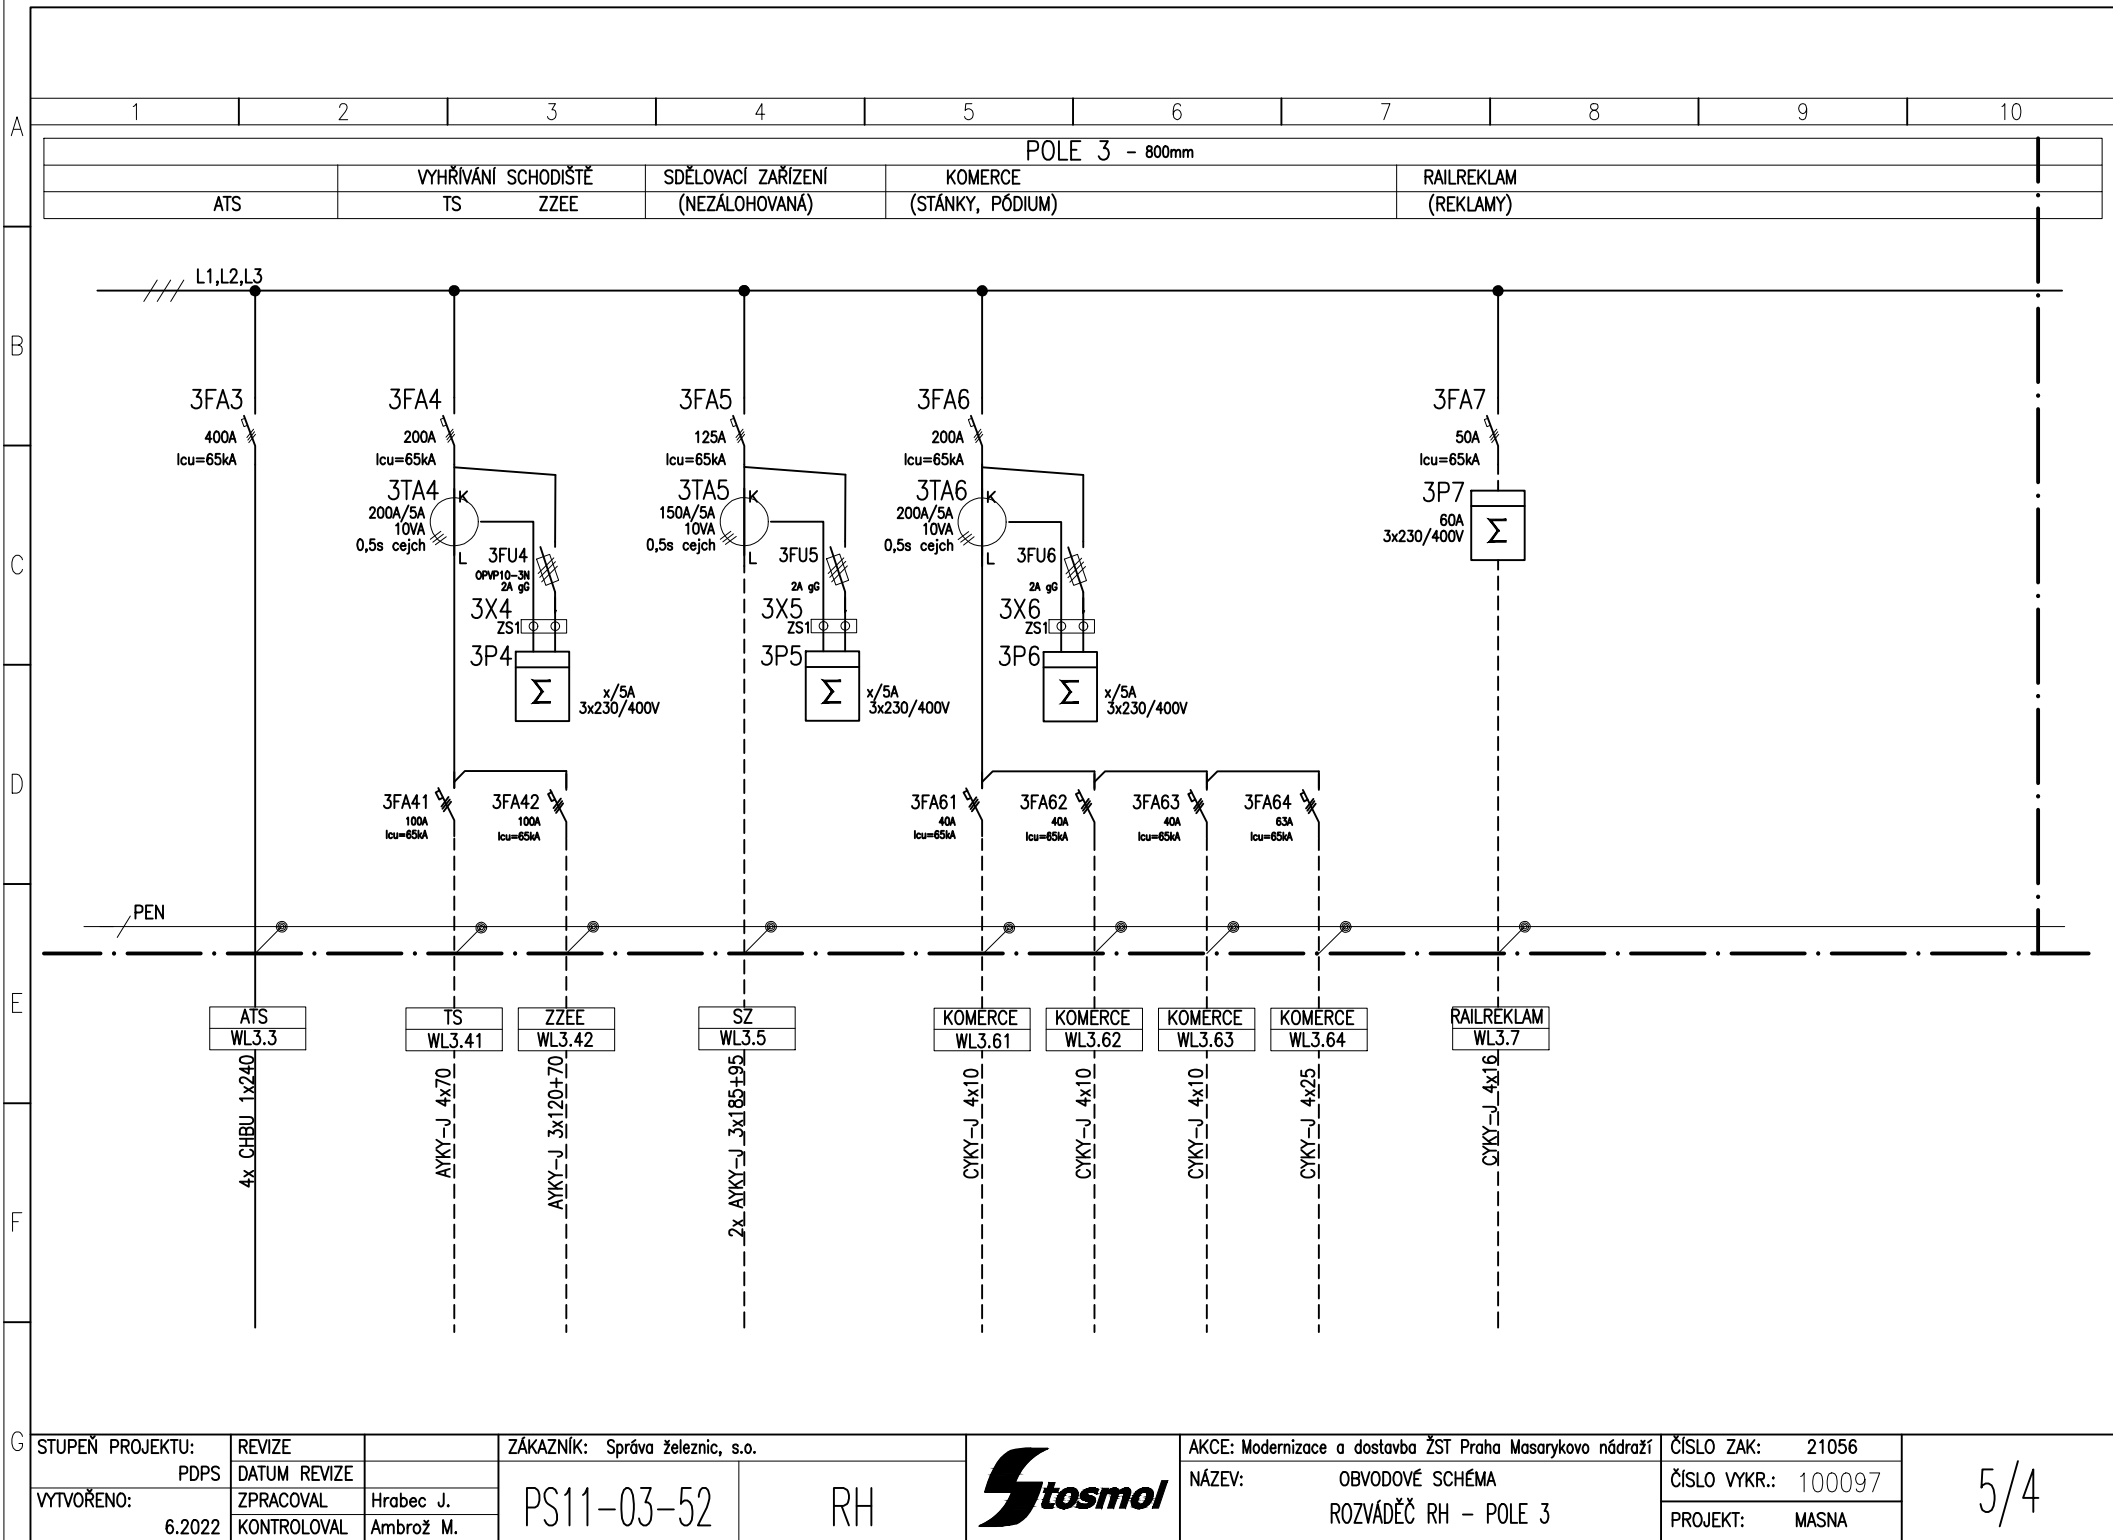 1 2 3 4 5 6 7 8 9 10
A
POLE 3 - 800mm
VYHŘÍVÁNÍ SCHODIŠTĚ SDĚLOVACÍ ZAŘÍZENÍ KOMERCE RAILREKLAM
ATS TS ZZEE (NEZÁLOHOVANÁ) (STÁNKY, PÓDIUM) (REKLAMY)
L1,L2,L3
B
3FA3 3FA4 3FA5 3FA6 3FA7
400A 200A 125A 200A 50A
Icu=65kA Icu=65kA Icu=65kA Icu=65kA Icu=65kA
3TA4 K 3TA5 K 3TA6 K 3P7
200A/5A 150A/5A 200A/5A 60A
10VA 10VA 10VA 3x230/400V Σ
0,5s cejch 0,5s cejch 0,5s cejch
L L L
C
3FU4 3FU5 3FU6
OPVP10-3N
2A gG 2A gG 2A gG
3X4 3X5 3X6
ZS1 ZS1 ZS1
3P4 3P5 3P6
Σ x/5A Σ x/5A Σ x/5A
3x230/400V 3x230/400V 3x230/400V
D
3FA41 3FA42 3FA61 3FA62 3FA63 3FA64
100A 100A 40A 40A 40A 63A
Icu=65kA Icu=65kA Icu=65kA Icu=65kA Icu=65kA Icu=65kA
PEN
E
ATS TS ZZEE SZ KOMERCE KOMERCE KOMERCE KOMERCE RAILREKLAM
WL3.3 WL3.41 WL3.42 WL3.5 WL3.61 WL3.62 WL3.63 WL3.64 WL3.7
4x CHBU 1x240
AYKY-J 4x70
AYKY-J 3x120+70
2x AYKY-J 3x185+95
CYKY-J 4x10
CYKY-J 4x10
CYKY-J 4x10
CYKY-J 4x25
CYKY-J 4x16
F
G
STUPEŇ PROJEKTU:
PDPS
VYTVOŘENO:
6.2022
REVIZE
DATUM REVIZE
ZPRACOVAL Hrabec J.
KONTROLOVAL Ambrož M.
ZÁKAZNÍK: Správa železnic, s.o.
PS11-03-52 RH
Stosmol
AKCE: Modernizace a dostavba ŽST Praha Masarykovo nádraží
NÁZEV: OBVODOVÉ SCHÉMA
ROZVÁDĚČ RH - POLE 3
ČÍSLO ZAK: 21056
ČÍSLO VYKR.: 100097
PROJEKT: MASNA
5/4